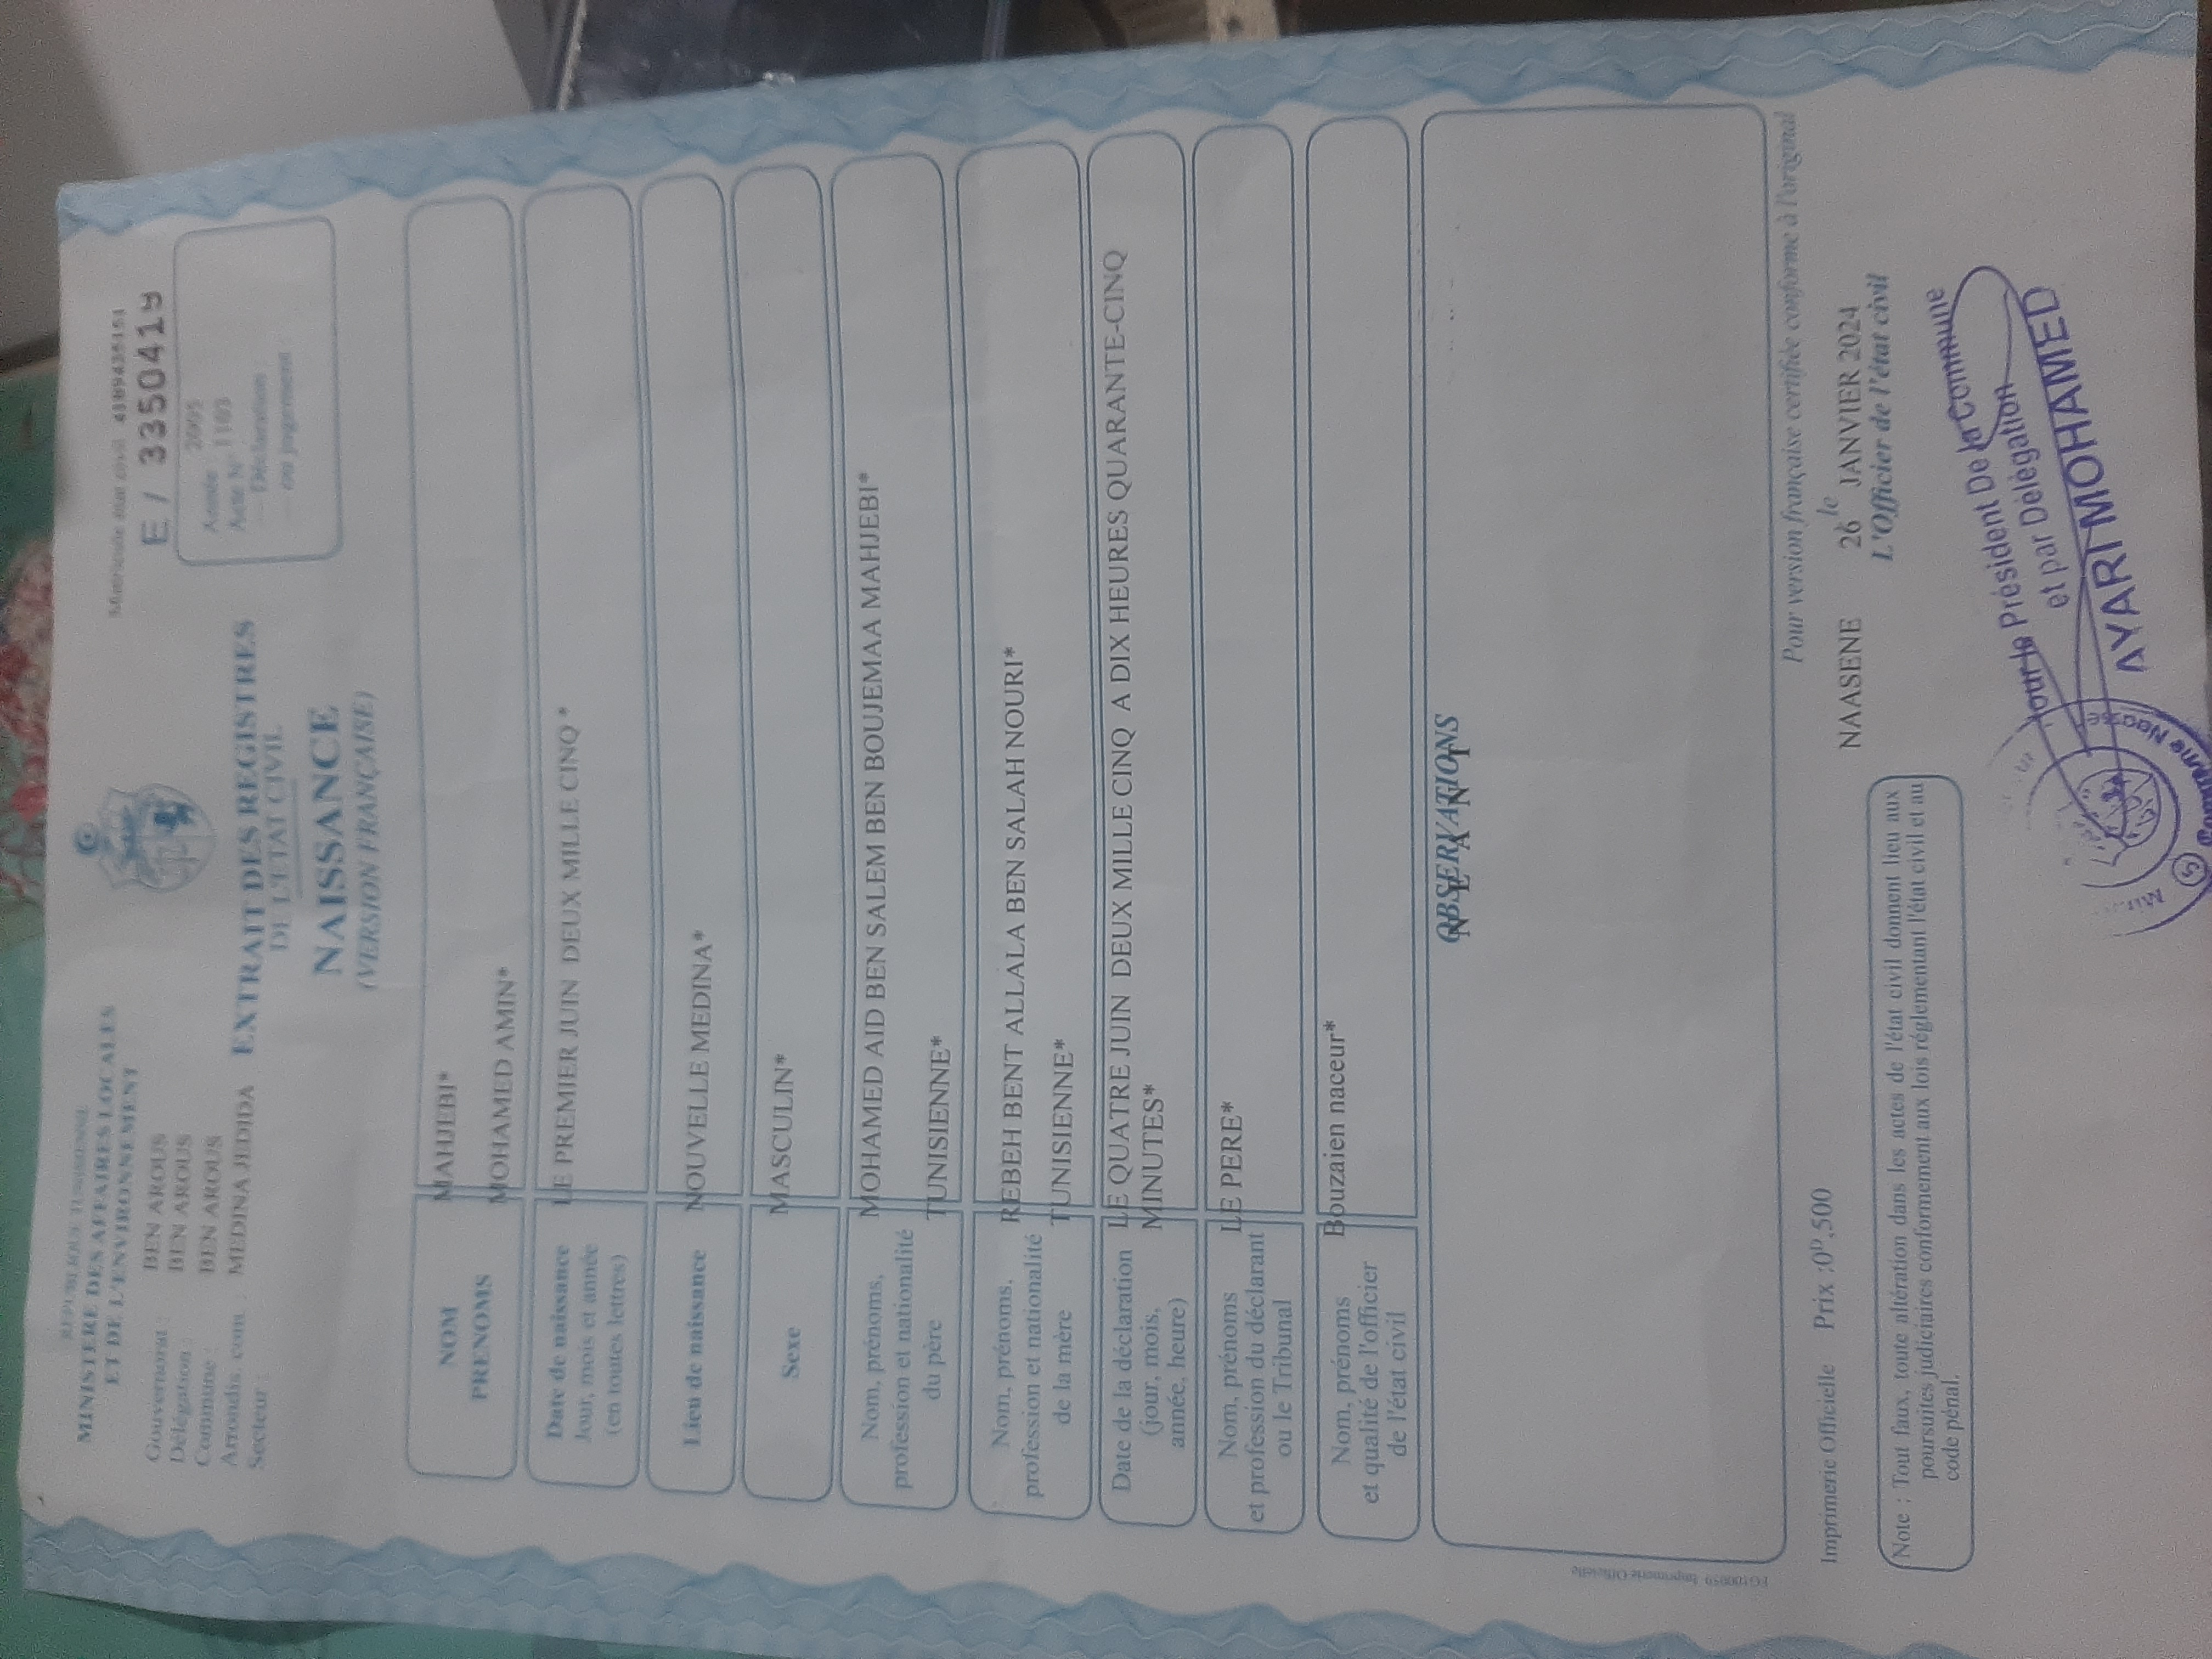 REPUBLIQUE TUNISIENNE
MINISTERE DES AFFAIRES LOCALES
ET DE L'ENVIRONNEMENT
Gouvernorat : BEN AROUS
Délégation : BEN AROUS
Commune : BEN AROUS
Arrondis. com : MEDINA JEDIDA
Secteur :
EXTRAIT DES REGISTRES
DE L'ETAT CIVIL
NAISSANCE
(VERSION FRANÇAISE)
Matricule état civil
E / 3350419
Année 2005
Acte N° 1103
Déclaration
ou jugement
NOM MAHJEBI*
PRENOMS MOHAMED AMIN*
Date de naissance LE PREMIER JUIN DEUX MILLE CINQ*
Jour, mois et année
(en toutes lettres)
Lieu de naissance NOUVELLE MEDINA*
Sexe MASCULIN*
Nom, prénoms, MOHAMED AID BEN SALEM BEN BOUJEMAA MAHJEBI*
profession et nationalité
du père TUNISIENNE*
Nom, prénoms, REBEH BENT ALLALA BEN SALAH NOURI*
profession et nationalité
de la mère TUNISIENNE*
Date de la déclaration LE QUATRE JUIN DEUX MILLE CINQ A DIX HEURES QUARANTE-CINQ
(jour, mois, MINUTES*
année, heure)
Nom, prénoms LE PERE*
et profession du déclarant
ou le Tribunal
Nom, prénoms Bouzaien naceur*
et qualité de l'officier
de l'état civil
OBSERVATIONS
N E A N T
FG100059 Imprimerie Officielle
Pour version française certifiée conforme à l'original
Imprimerie Officielle Prix :0ᴰ,500
NAASENE le 26 JANVIER 2024
L'Officier de l'état civil
Note : Tout faux, toute altération dans les actes de l'état civil donnent lieu aux
poursuites judiciaires conformement aux lois réglementant l'état civil et au
code pénal.
Pour le Président De la Commune
et par Délégation
AYARI MOHAMED